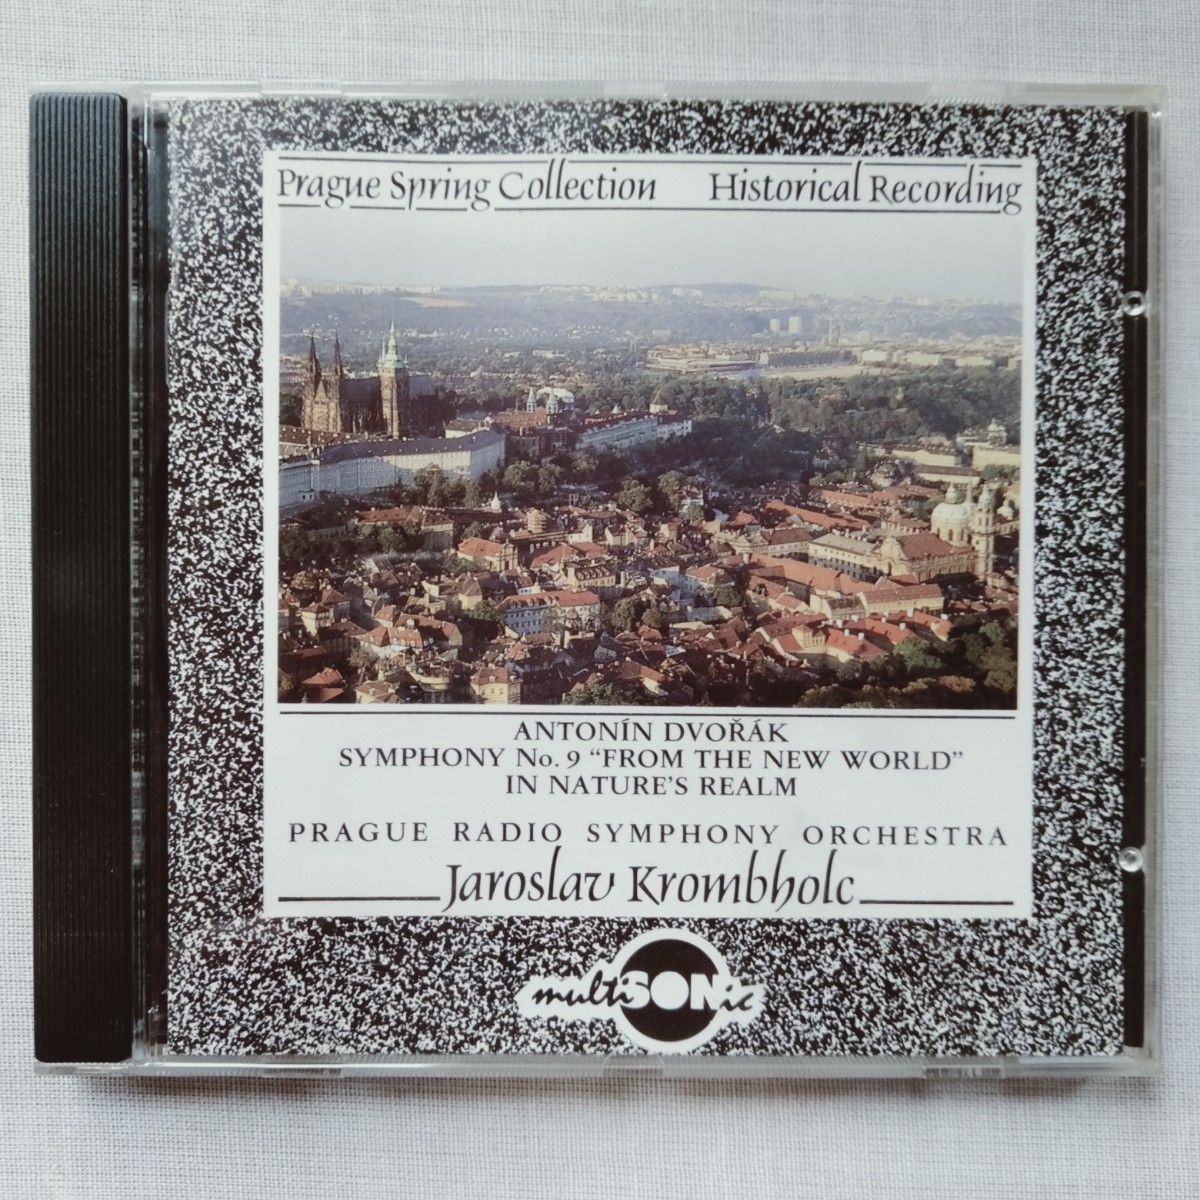 Prague Spring Collection Historical Recording
ANTONÍN DVOŘÁK
SYMPHONY No. 9 “FROM THE NEW WORLD”
IN NATURE'S REALM
PRAGUE RADIO SYMPHONY ORCHESTRA
Jaroslav Krombholc
multiSONic